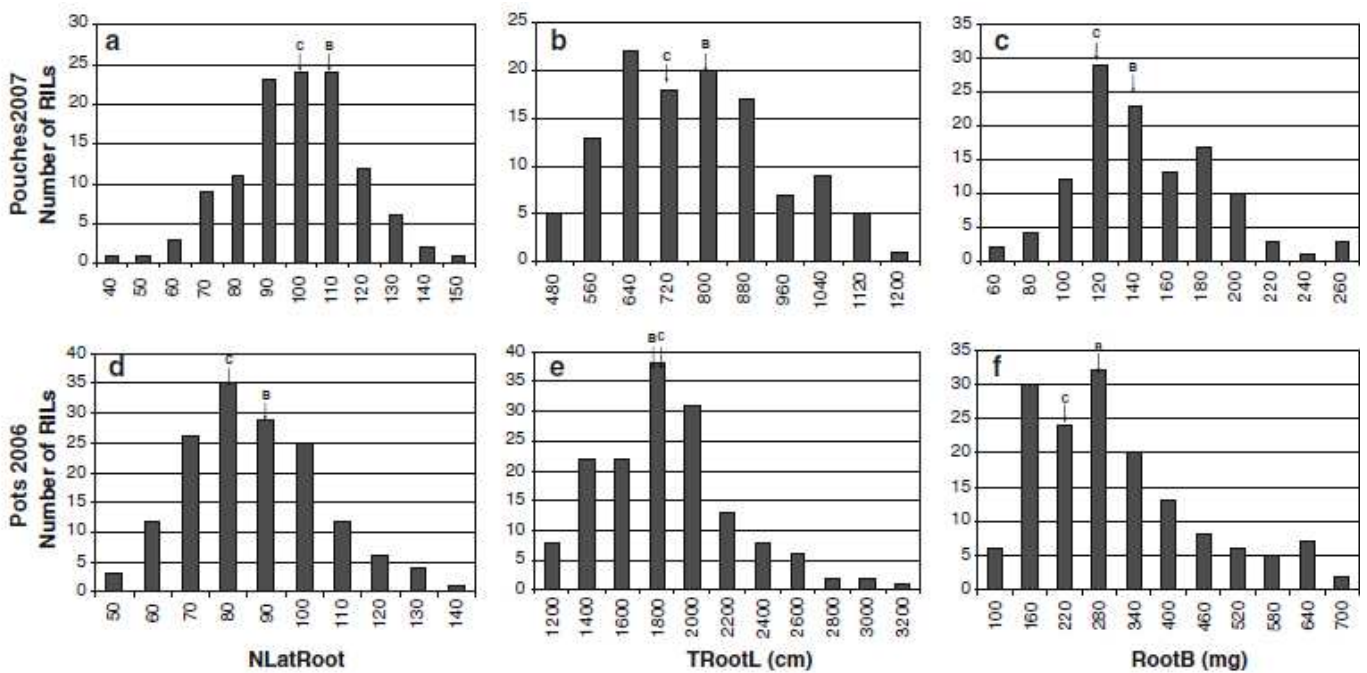 Pouches2007
Number of RILs
a
30
25
20
15
10
5
0
C B
40 50 60 70 80 90 100 110 120 130 140 150
b
25
20
15
10
5
0
C B
480 560 640 720 800 880 960 1040 1120 1200
c
35
30
25
20
15
10
5
0
C B
60 80 100 120 140 160 180 200 220 240 260
Pots 2006
Number of RILs
d
40
35
30
25
20
15
10
5
0
C B
50 60 70 80 90 100 110 120 130 140
NLatRoot
e
40
35
30
25
20
15
10
5
0
B C
1200 1400 1600 1800 2000 2200 2400 2600 2800 3000 3200
TRootL (cm)
f
35
30
25
20
15
10
5
0
C B
100 160 220 280 340 400 460 520 580 640 700
RootB (mg)